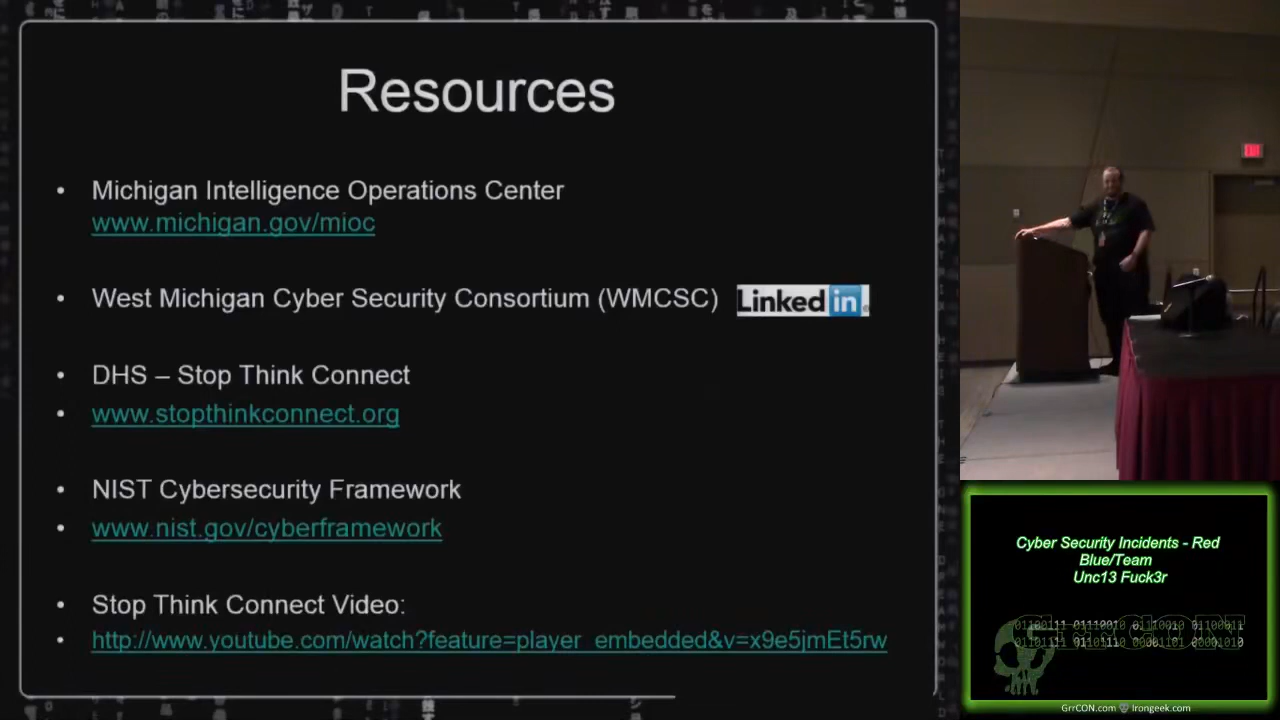 Resources
• Michigan Intelligence Operations Center
www.michigan.gov/mioc
• West Michigan Cyber Security Consortium (WMCSC) Linked in
• DHS – Stop Think Connect
• www.stopthinkconnect.org
• NIST Cybersecurity Framework
• www.nist.gov/cyberframework
• Stop Think Connect Video:
• http://www.youtube.com/watch?feature=player_embedded&v=x9e5jmEt5rw
Cyber Security Incidents - Red
Blue/Team
Unc13 Fuck3r
GrrCON
GrrCON.com Irongeek.com